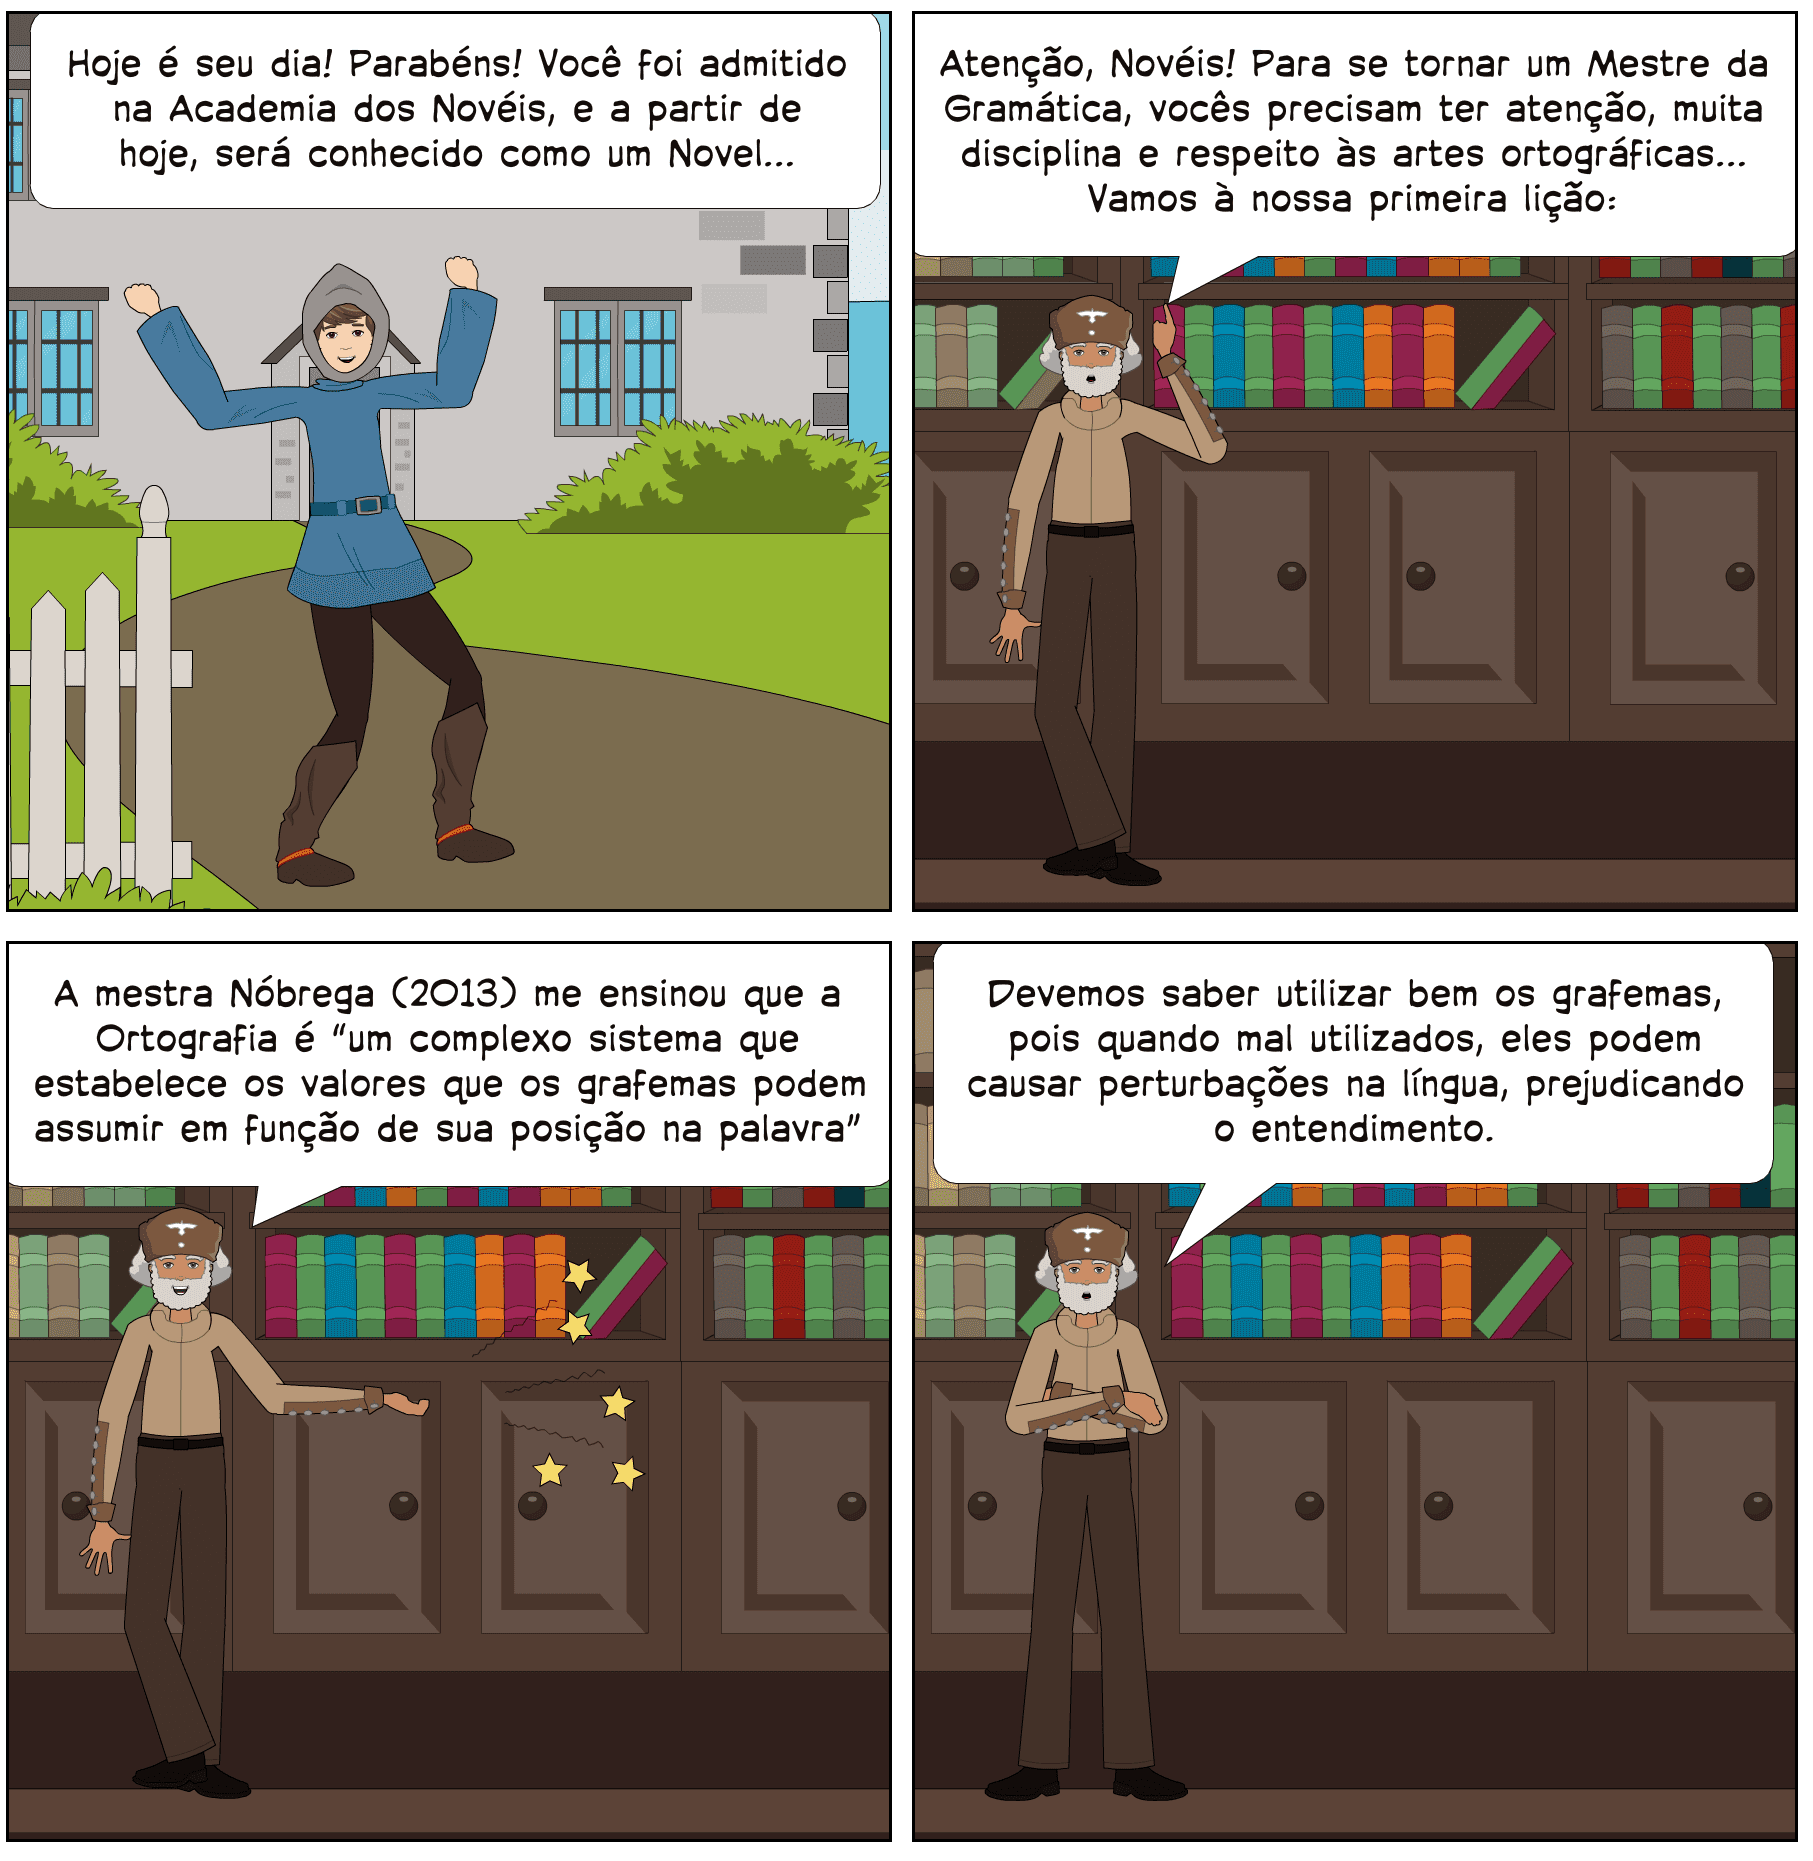 Hoje é seu dia! Parabéns! Você foi admitido
na Academia dos Novéis, e a partir de
hoje, será conhecido como um Novel...
Atenção, Novéis! Para se tornar um Mestre da
Gramática, vocês precisam ter atenção, muita
disciplina e respeito às artes ortográficas...
Vamos à nossa primeira lição:
A mestra Nóbrega (2013) me ensinou que a
Ortografia é “um complexo sistema que
estabelece os valores que os grafemas podem
assumir em função de sua posição na palavra”
Devemos saber utilizar bem os grafemas,
pois quando mal utilizados, eles podem
causar perturbações na língua, prejudicando
o entendimento.